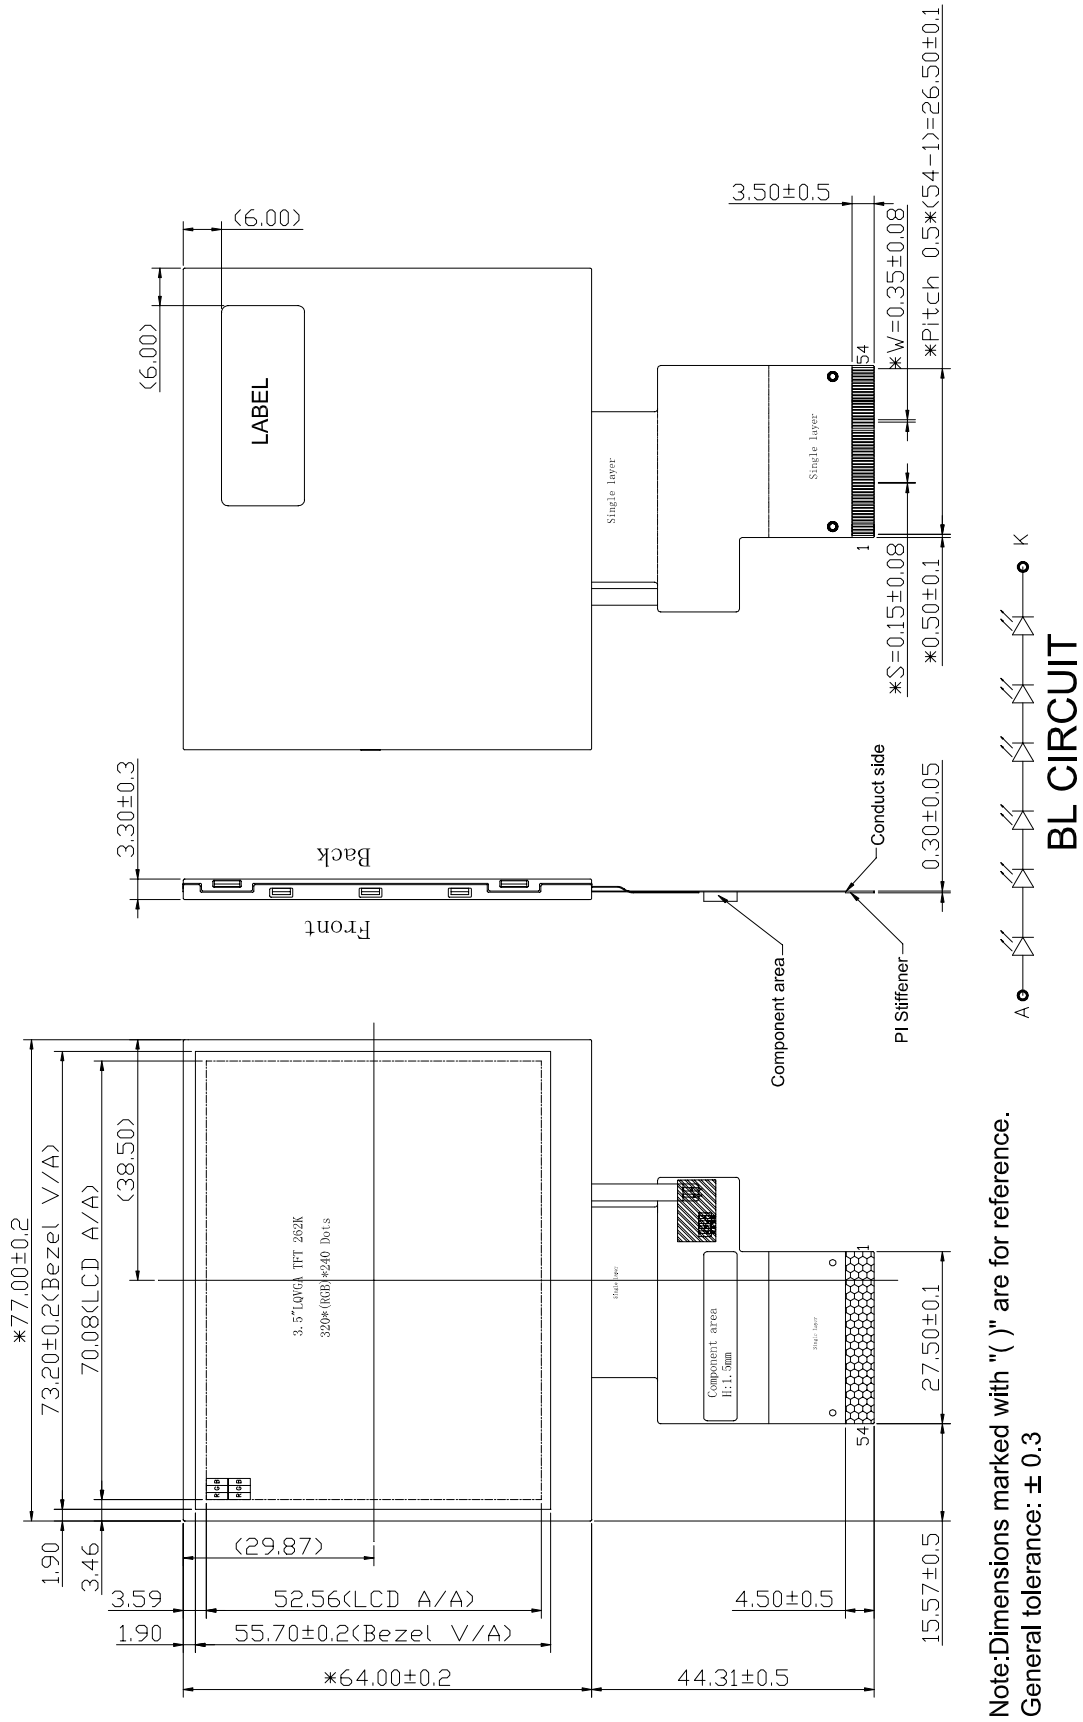 *77.00±0.2
73.20±0.2(Bezel V/A)
70.08(LCD A/A)
(38.50)
1.90
3.46
(29.87)
3.59
52.56(LCD A/A)
1.90
55.70±0.2(Bezel V/A)
*64.00±0.2
44.31±0.5
3.5"LQVGA TFT 262K
320*(RGB)*240 Dots
R G B R G B
R G B R G B
Single layer
Component area
H:1.5mm
Single layer
54
1
4.50±0.5
27.50±0.1
15.57±0.5
3.30±0.3
Front
Back
Component area
Conduct side
PI Stiffener
0.30±0.05
(6.00)
(6.00)
LABEL
Single layer
Single layer
3.50±0.5
1
54
*S=0.15±0.08
*W=0.35±0.08
*0.50±0.1
*Pitch 0.5*(54-1)=26.50±0.1
A
K
BL CIRCUIT
Note:Dimensions marked with "( )" are for reference.
General tolerance: ± 0.3